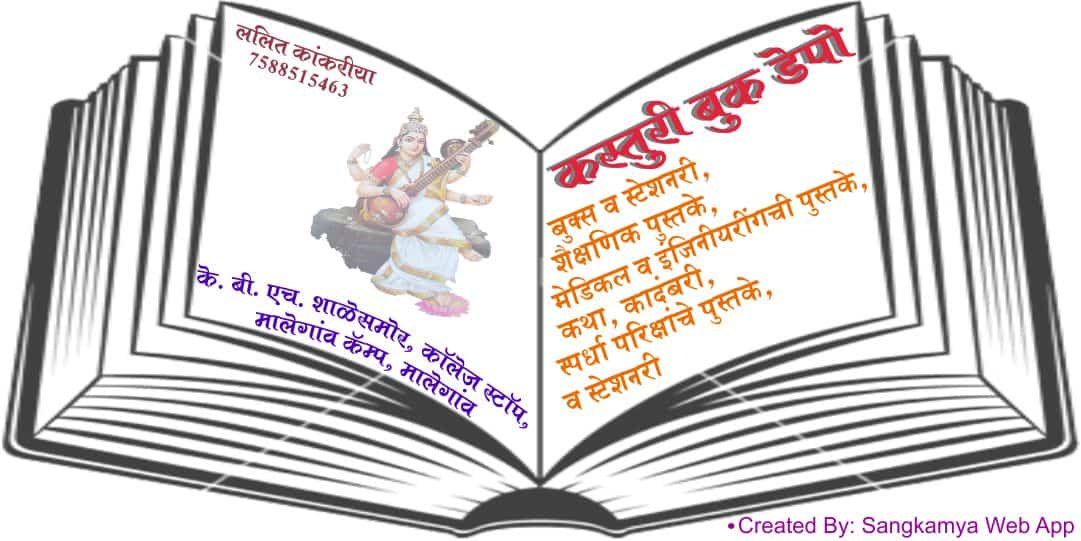 ललित कांकरीया
7588515463
के. बी. एच. शाळेसमोर, कॉलेज स्टॉप,
मालेगांव कॅम्प, मालेगांव
कस्तुरी बुक डेपो
बुक्स व स्टेशनरी,
शैक्षणिक पुस्तके,
मेडिकल व इंजिनीयरींगची पुस्तके,
कथा, कादंबरी,
स्पर्धा परिक्षांचे पुस्तके,
व स्टेशनरी
•Created By: Sangkamya Web App